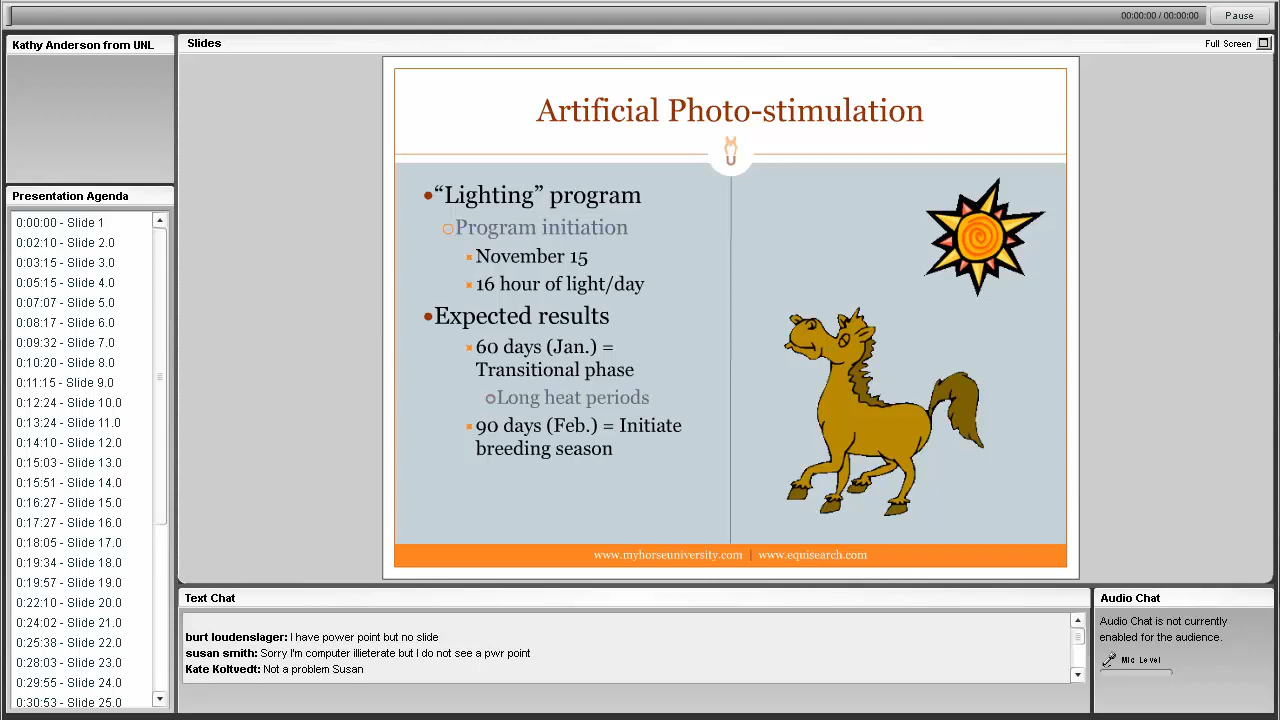 00:00:00 / 00:00:00
Pause
Kathy Anderson from UNL
Slides
Full Screen
Presentation Agenda
0:00:00 - Slide 1
0:02:10 - Slide 2.0
0:03:15 - Slide 3.0
0:05:15 - Slide 4.0
0:07:07 - Slide 5.0
0:08:17 - Slide 6.0
0:09:32 - Slide 7.0
0:10:20 - Slide 8.0
0:11:15 - Slide 9.0
0:12:24 - Slide 10.0
0:13:24 - Slide 11.0
0:14:10 - Slide 12.0
0:15:03 - Slide 13.0
0:15:51 - Slide 14.0
0:16:27 - Slide 15.0
0:17:27 - Slide 16.0
0:18:05 - Slide 17.0
0:19:34 - Slide 18.0
0:19:57 - Slide 19.0
0:22:10 - Slide 20.0
0:24:02 - Slide 21.0
0:25:38 - Slide 22.0
0:28:03 - Slide 23.0
0:29:55 - Slide 24.0
0:30:53 - Slide 25.0
Artificial Photo-stimulation
“Lighting” program
Program initiation
November 15
16 hour of light/day
Expected results
60 days (Jan.) =
Transitional phase
Long heat periods
90 days (Feb.) = Initiate
breeding season
www.myhorseuniversity.com | www.equisearch.com
Text Chat
burt loudenslager: I have power point but no slide
susan smith: Sorry I'm computer illieterate but I do not see a pwr point
Kate Koltvedt: Not a problem Susan
Audio Chat
Audio Chat is not currently
enabled for the audience.
Mic Level